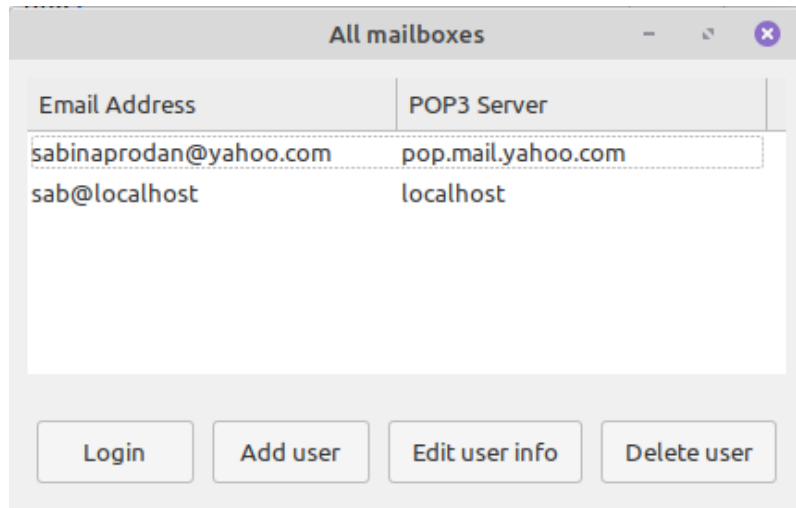 All mailboxes
Email Address POP3 Server
sabinaprodan@yahoo.com pop.mail.yahoo.com
sab@localhost localhost
Login Add user Edit user info Delete user